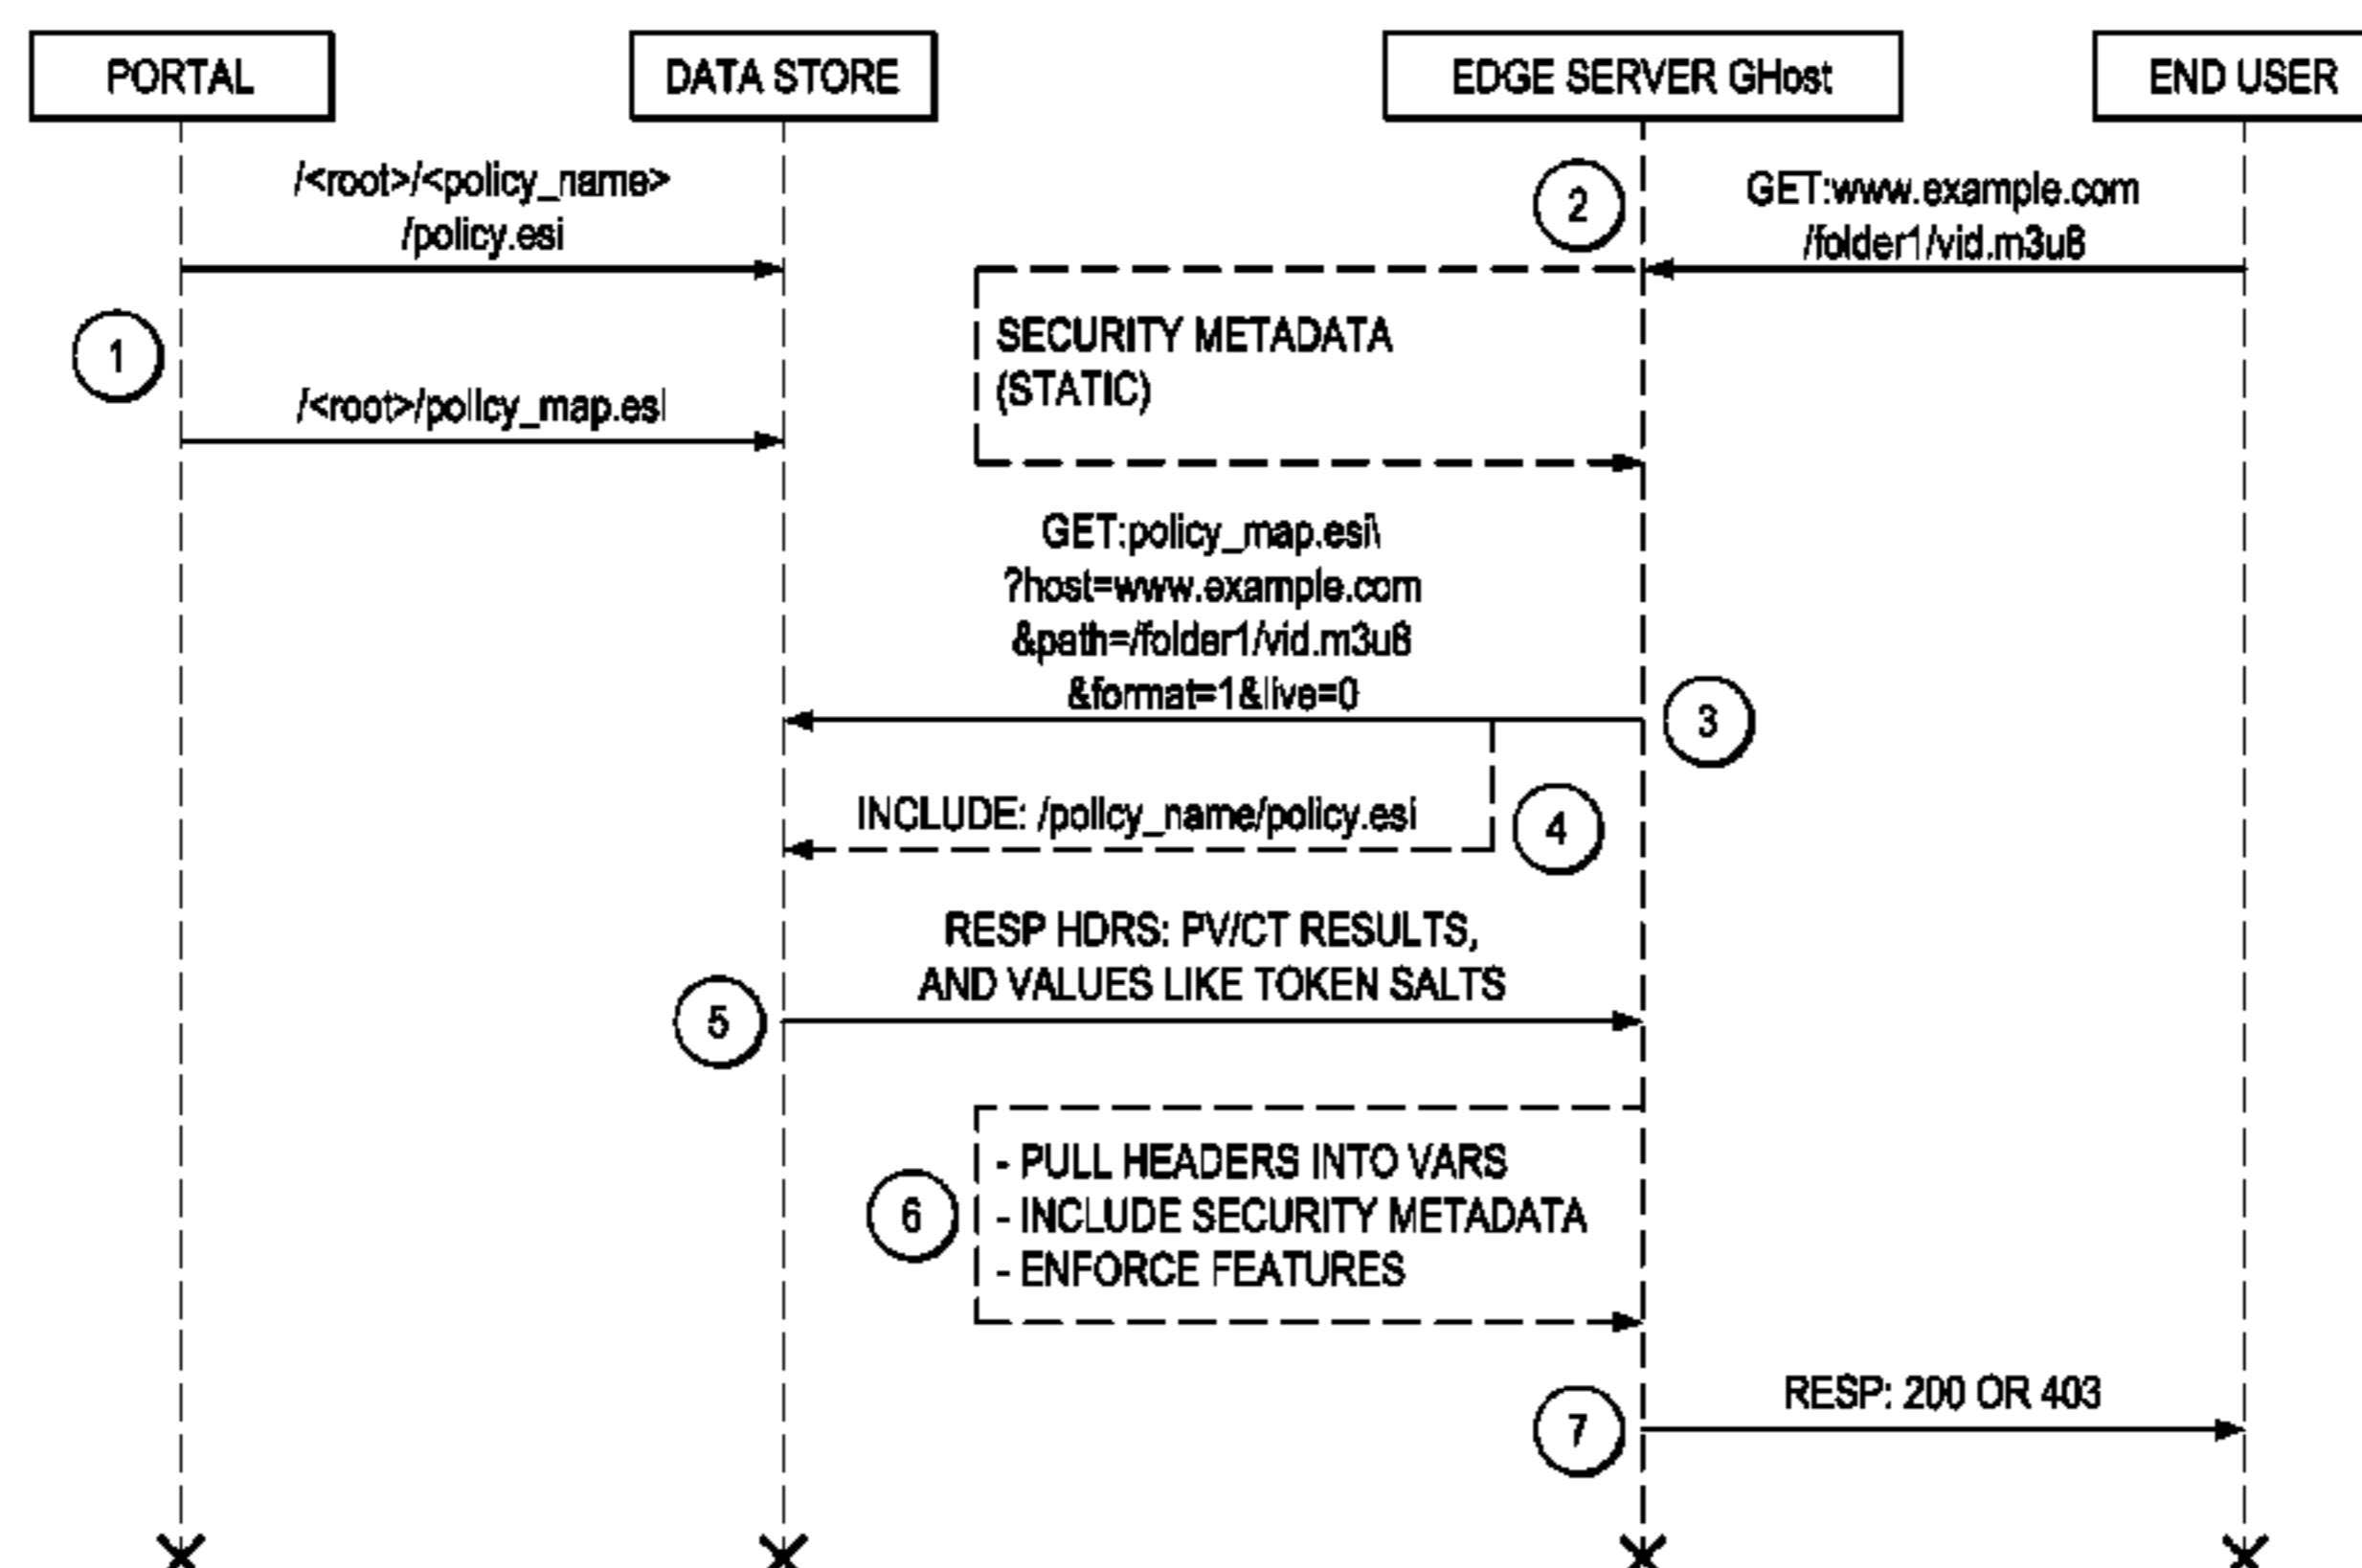 PORTAL
DATA STORE
EDGE SERVER GHost
END USER
/<root>/<policy_name>
/policy.esi
2
GET:www.example.com
/folder1/vid.m3u8
1
SECURITY METADATA
(STATIC)
/<root>/policy_map.esi
GET:policy_map.esi\
?host=www.example.com
&path=/folder1/vid.m3u8
&format=1&live=0
3
INCLUDE: /policy_name/policy.esi
4
RESP HDRS: PV/CT RESULTS,
AND VALUES LIKE TOKEN SALTS
5
6
- PULL HEADERS INTO VARS
- INCLUDE SECURITY METADATA
- ENFORCE FEATURES
7
RESP: 200 OR 403